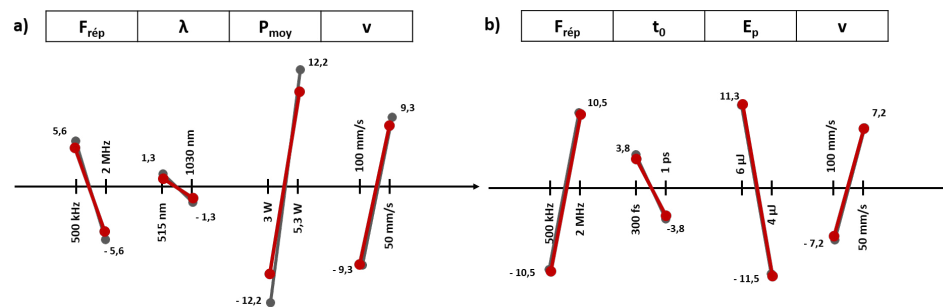 a)
F_rép λ P_moy v
5,6
- 5,6
500 kHz
2 MHz
1,3
- 1,3
515 nm
1030 nm
12,2
- 12,2
3 W
5,3 W
9,3
- 9,3
100 mm/s
50 mm/s
b)
F_rép t_0 E_p v
10,5
- 10,5
500 kHz
2 MHz
3,8
-3,8
300 fs
1 ps
11,3
- 11,5
6 µJ
4 µJ
7,2
- 7,2
100 mm/s
50 mm/s